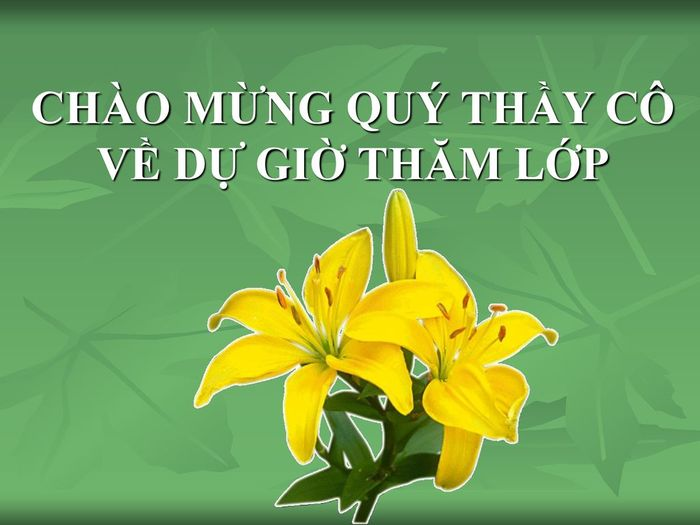 CHÀO MỪNG QUÝ THẦY CÔ
VỀ DỰ GIỜ THĂM LỚP